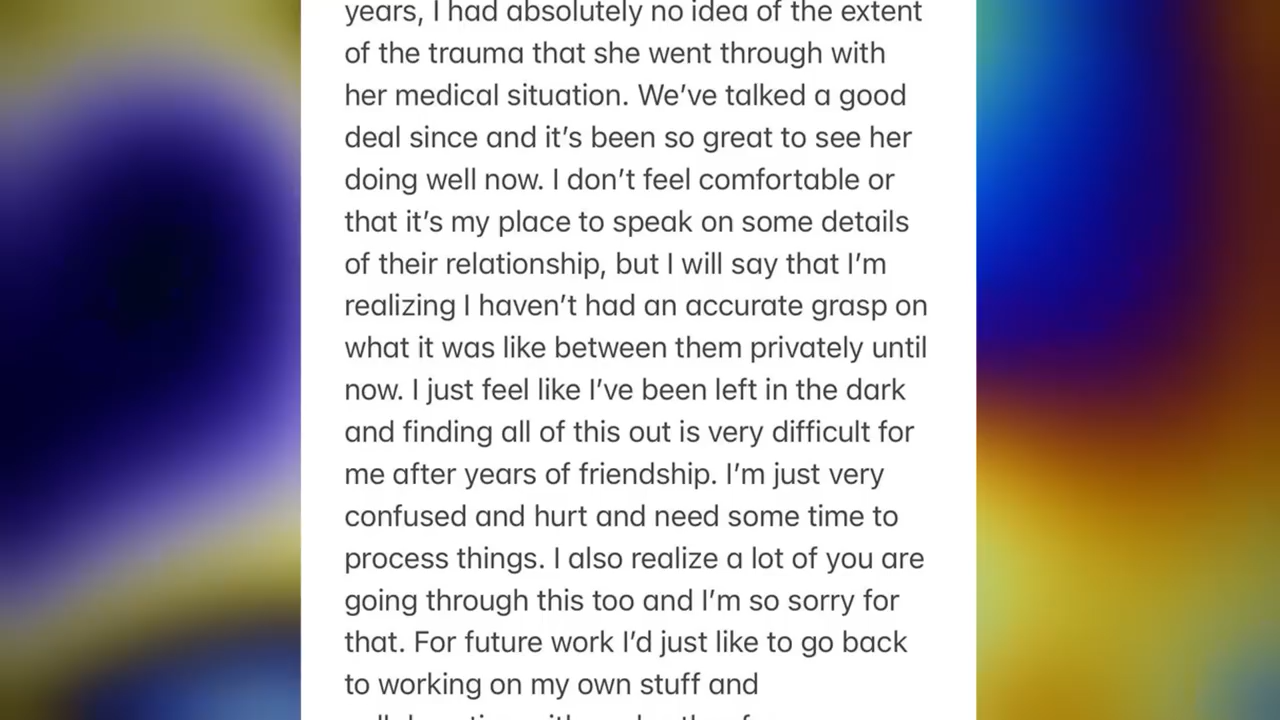 years, I had absolutely no idea of the extent
of the trauma that she went through with
her medical situation. We’ve talked a good
deal since and it’s been so great to see her
doing well now. I don’t feel comfortable or
that it’s my place to speak on some details
of their relationship, but I will say that I’m
realizing I haven’t had an accurate grasp on
what it was like between them privately until
now. I just feel like I’ve been left in the dark
and finding all of this out is very difficult for
me after years of friendship. I’m just very
confused and hurt and need some time to
process things. I also realize a lot of you are
going through this too and I’m so sorry for
that. For future work I’d just like to go back
to working on my own stuff and